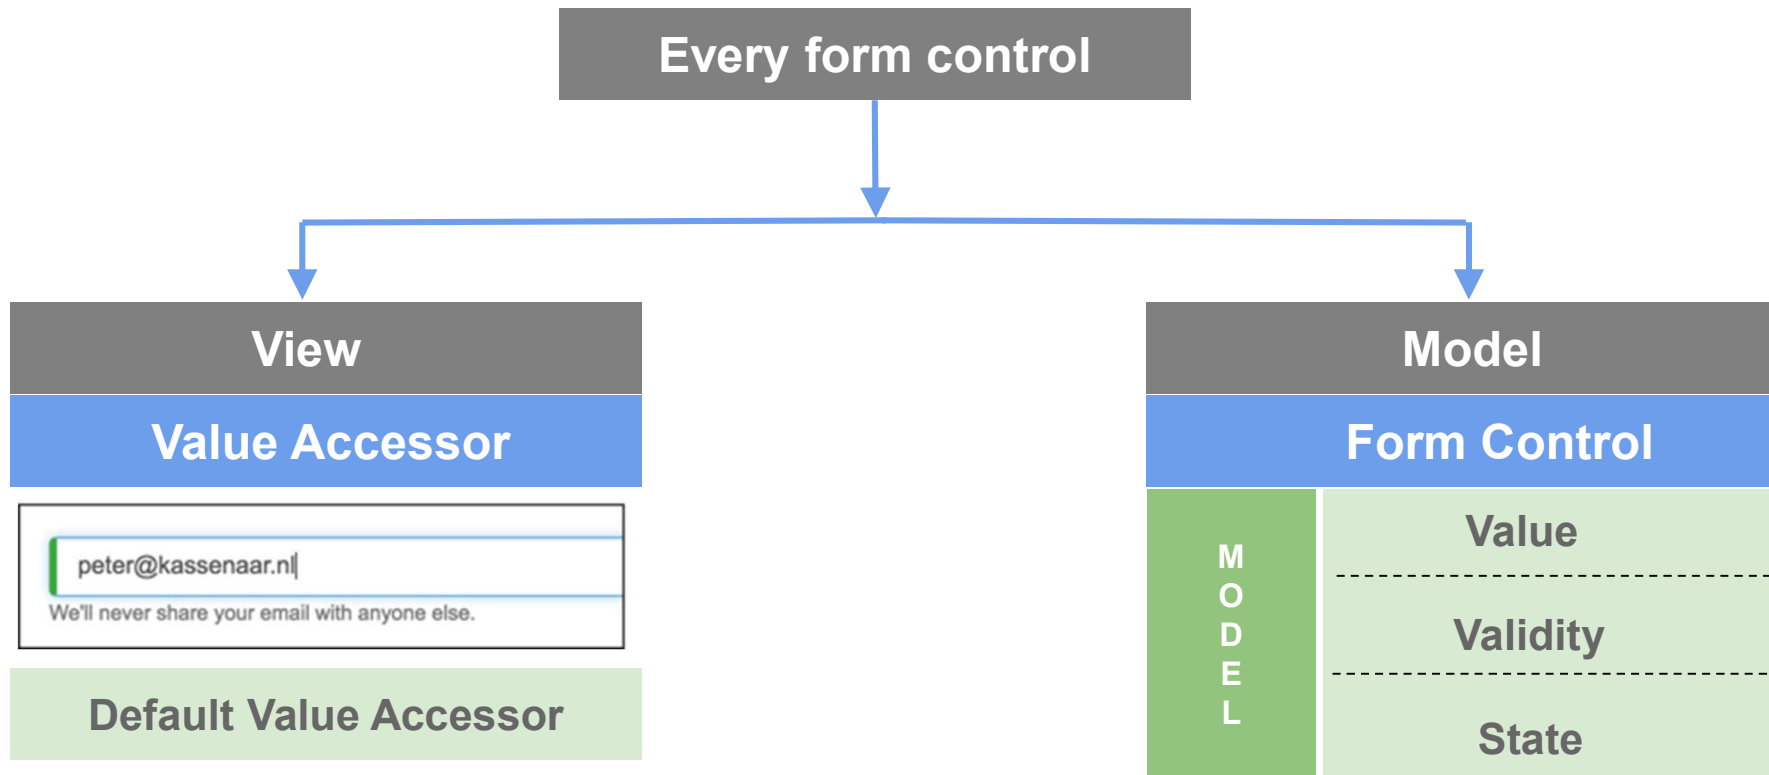 Every form control
View
Value Accessor
peter@kassenaar.nl
We'll never share your email with anyone else.
Default Value Accessor
Model
Form Control
M
O
D
E
L
Value
Validity
State